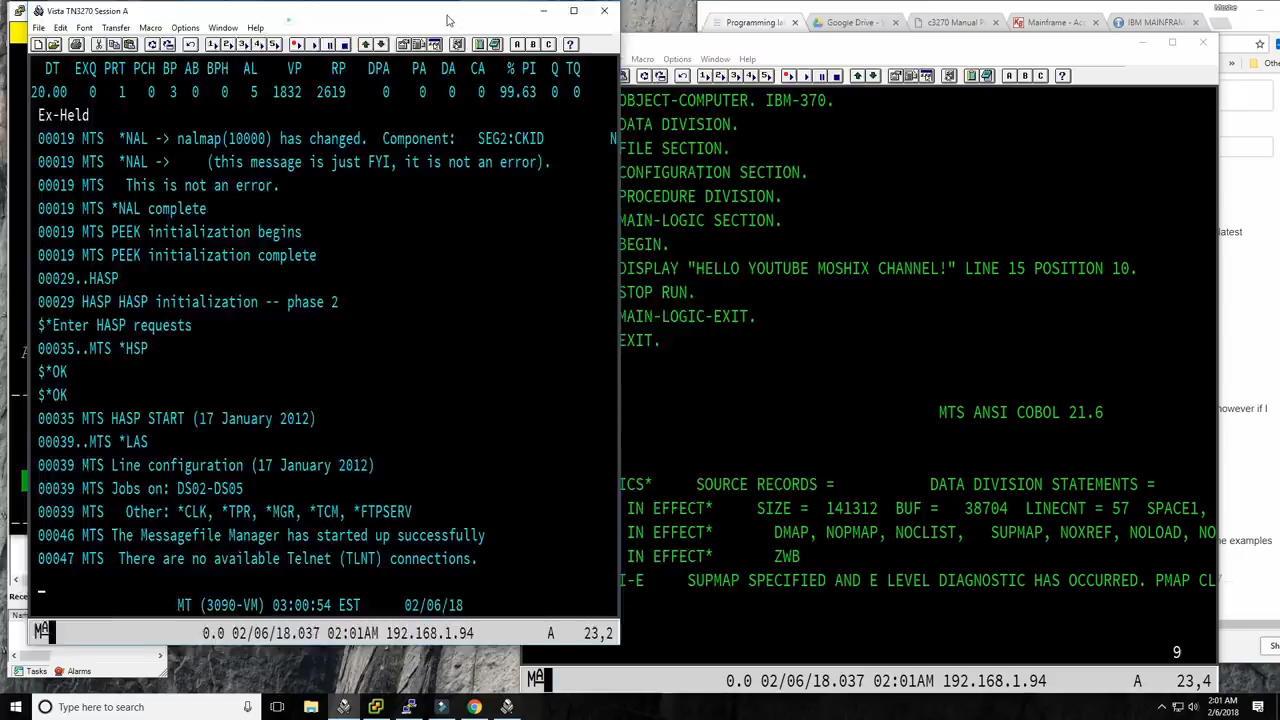 Vista TN3270 Session A
File Edit Font Transfer Macro Options Window Help
A B C ?
DT EXQ PRT PCH BP AB BPH AL VP RP DPA PA DA CA % PI Q TQ
20.00 0 1 0 3 0 0 5 1832 2619 0 0 0 0 99.63 0 0
Ex-Held
00019 MTS *NAL -> nalmap(10000) has changed. Component: SEG2:CKID N
00019 MTS *NAL -> (this message is just FYI, it is not an error).
00019 MTS This is not an error.
00019 MTS *NAL complete
00019 MTS PEEK initialization begins
00019 MTS PEEK initialization complete
00029..HASP
00029 HASP HASP initialization -- phase 2
$*Enter HASP requests
00035..MTS *HSP
$*OK
$*OK
00035 MTS HASP START (17 January 2012)
00039..MTS *LAS
00039 MTS Line configuration (17 January 2012)
00039 MTS Jobs on: DS02-DS05
00039 MTS Other: *CLK, *TPR, *MGR, *TCM, *FTPSERV
00046 MTS The Messagefile Manager has started up successfully
00047 MTS There are no available Telnet (TLNT) connections.
MT (3090-VM) 03:00:54 EST 02/06/18
MA 0.0 02/06/18.037 02:01AM 192.168.1.94 A 23,2
Moshe
Programming la
Google Drive - V
c3270 Manual P
Mainframe - Acc
IBM MAINFRAM
Macro Options Window Help
A B C ?
OBJECT-COMPUTER. IBM-370.
DATA DIVISION.
FILE SECTION.
CONFIGURATION SECTION.
PROCEDURE DIVISION.
MAIN-LOGIC SECTION.
BEGIN.
DISPLAY "HELLO YOUTUBE MOSHIX CHANNEL!" LINE 15 POSITION 10.
STOP RUN.
MAIN-LOGIC-EXIT.
EXIT.
MTS ANSI COBOL 21.6
ICS* SOURCE RECORDS = DATA DIVISION STATEMENTS =
IN EFFECT* SIZE = 141312 BUF = 38704 LINECNT = 57 SPACE1,
IN EFFECT* DMAP, NOPMAP, NOCLIST, SUPMAP, NOXREF, NOLOAD, NO
IN EFFECT* ZWB
I-E SUPMAP SPECIFIED AND E LEVEL DIAGNOSTIC HAS OCCURRED. PMAP CL
9
MA 0.0 02/06/18.037 02:01AM 192.168.1.94 A 23,4
Othe
latest
however if I
e examples
Se
Rece
Na
Tasks Alarms
Type here to search
2:01 AM
2/6/2018